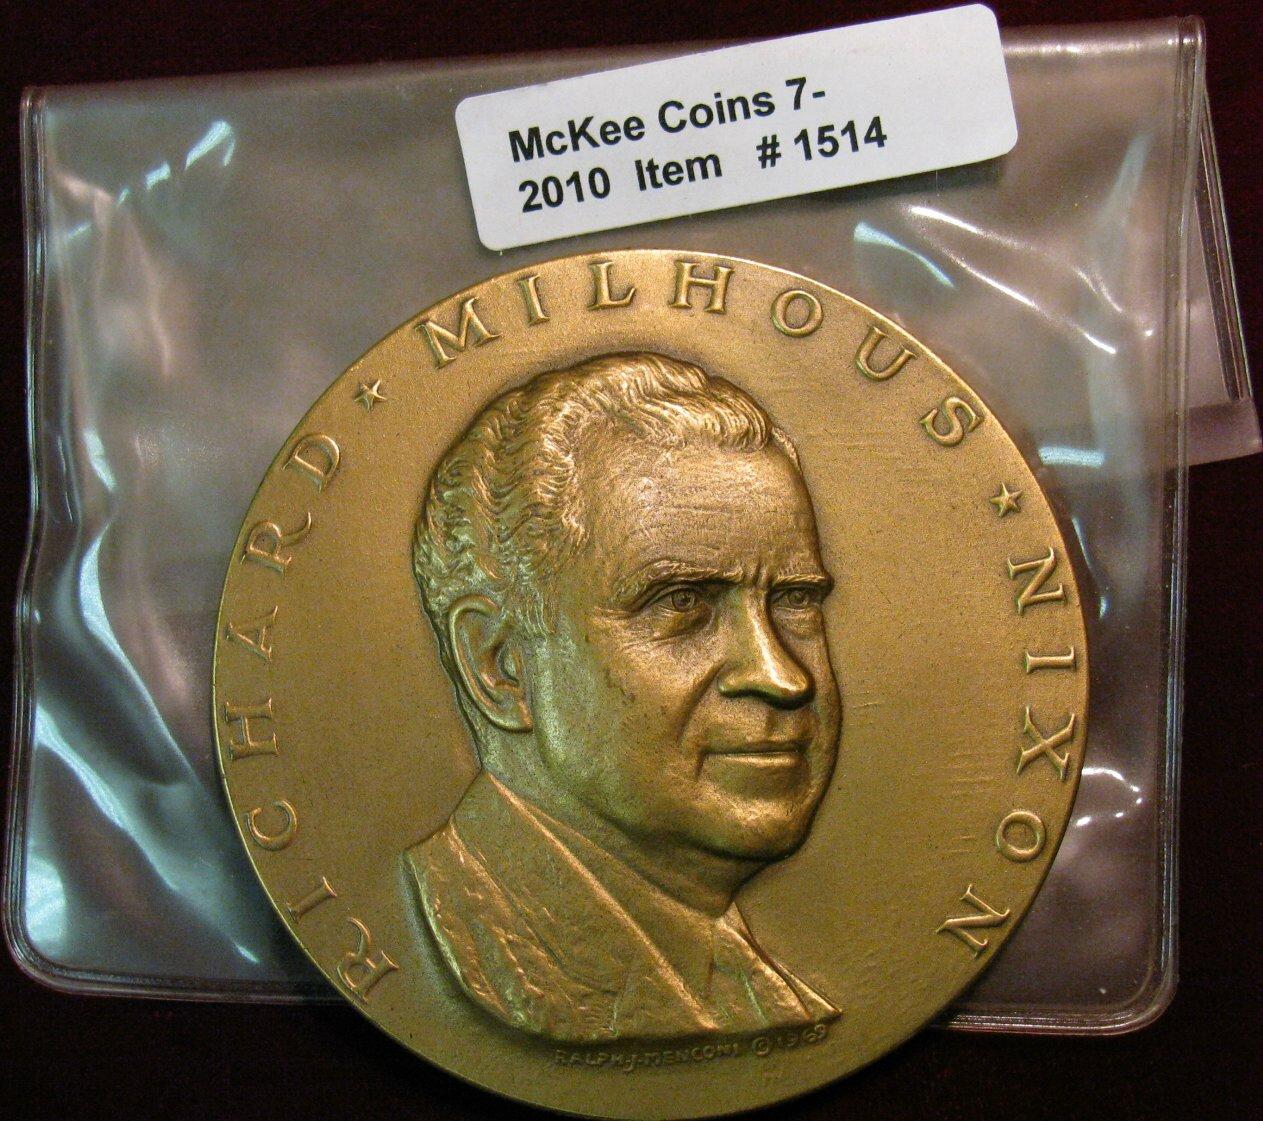 McKee Coins 7-
2010 Item # 1514
RICHARD ★ MILHOUS ★ NIXON
RALPH J. MENCONI © 1969